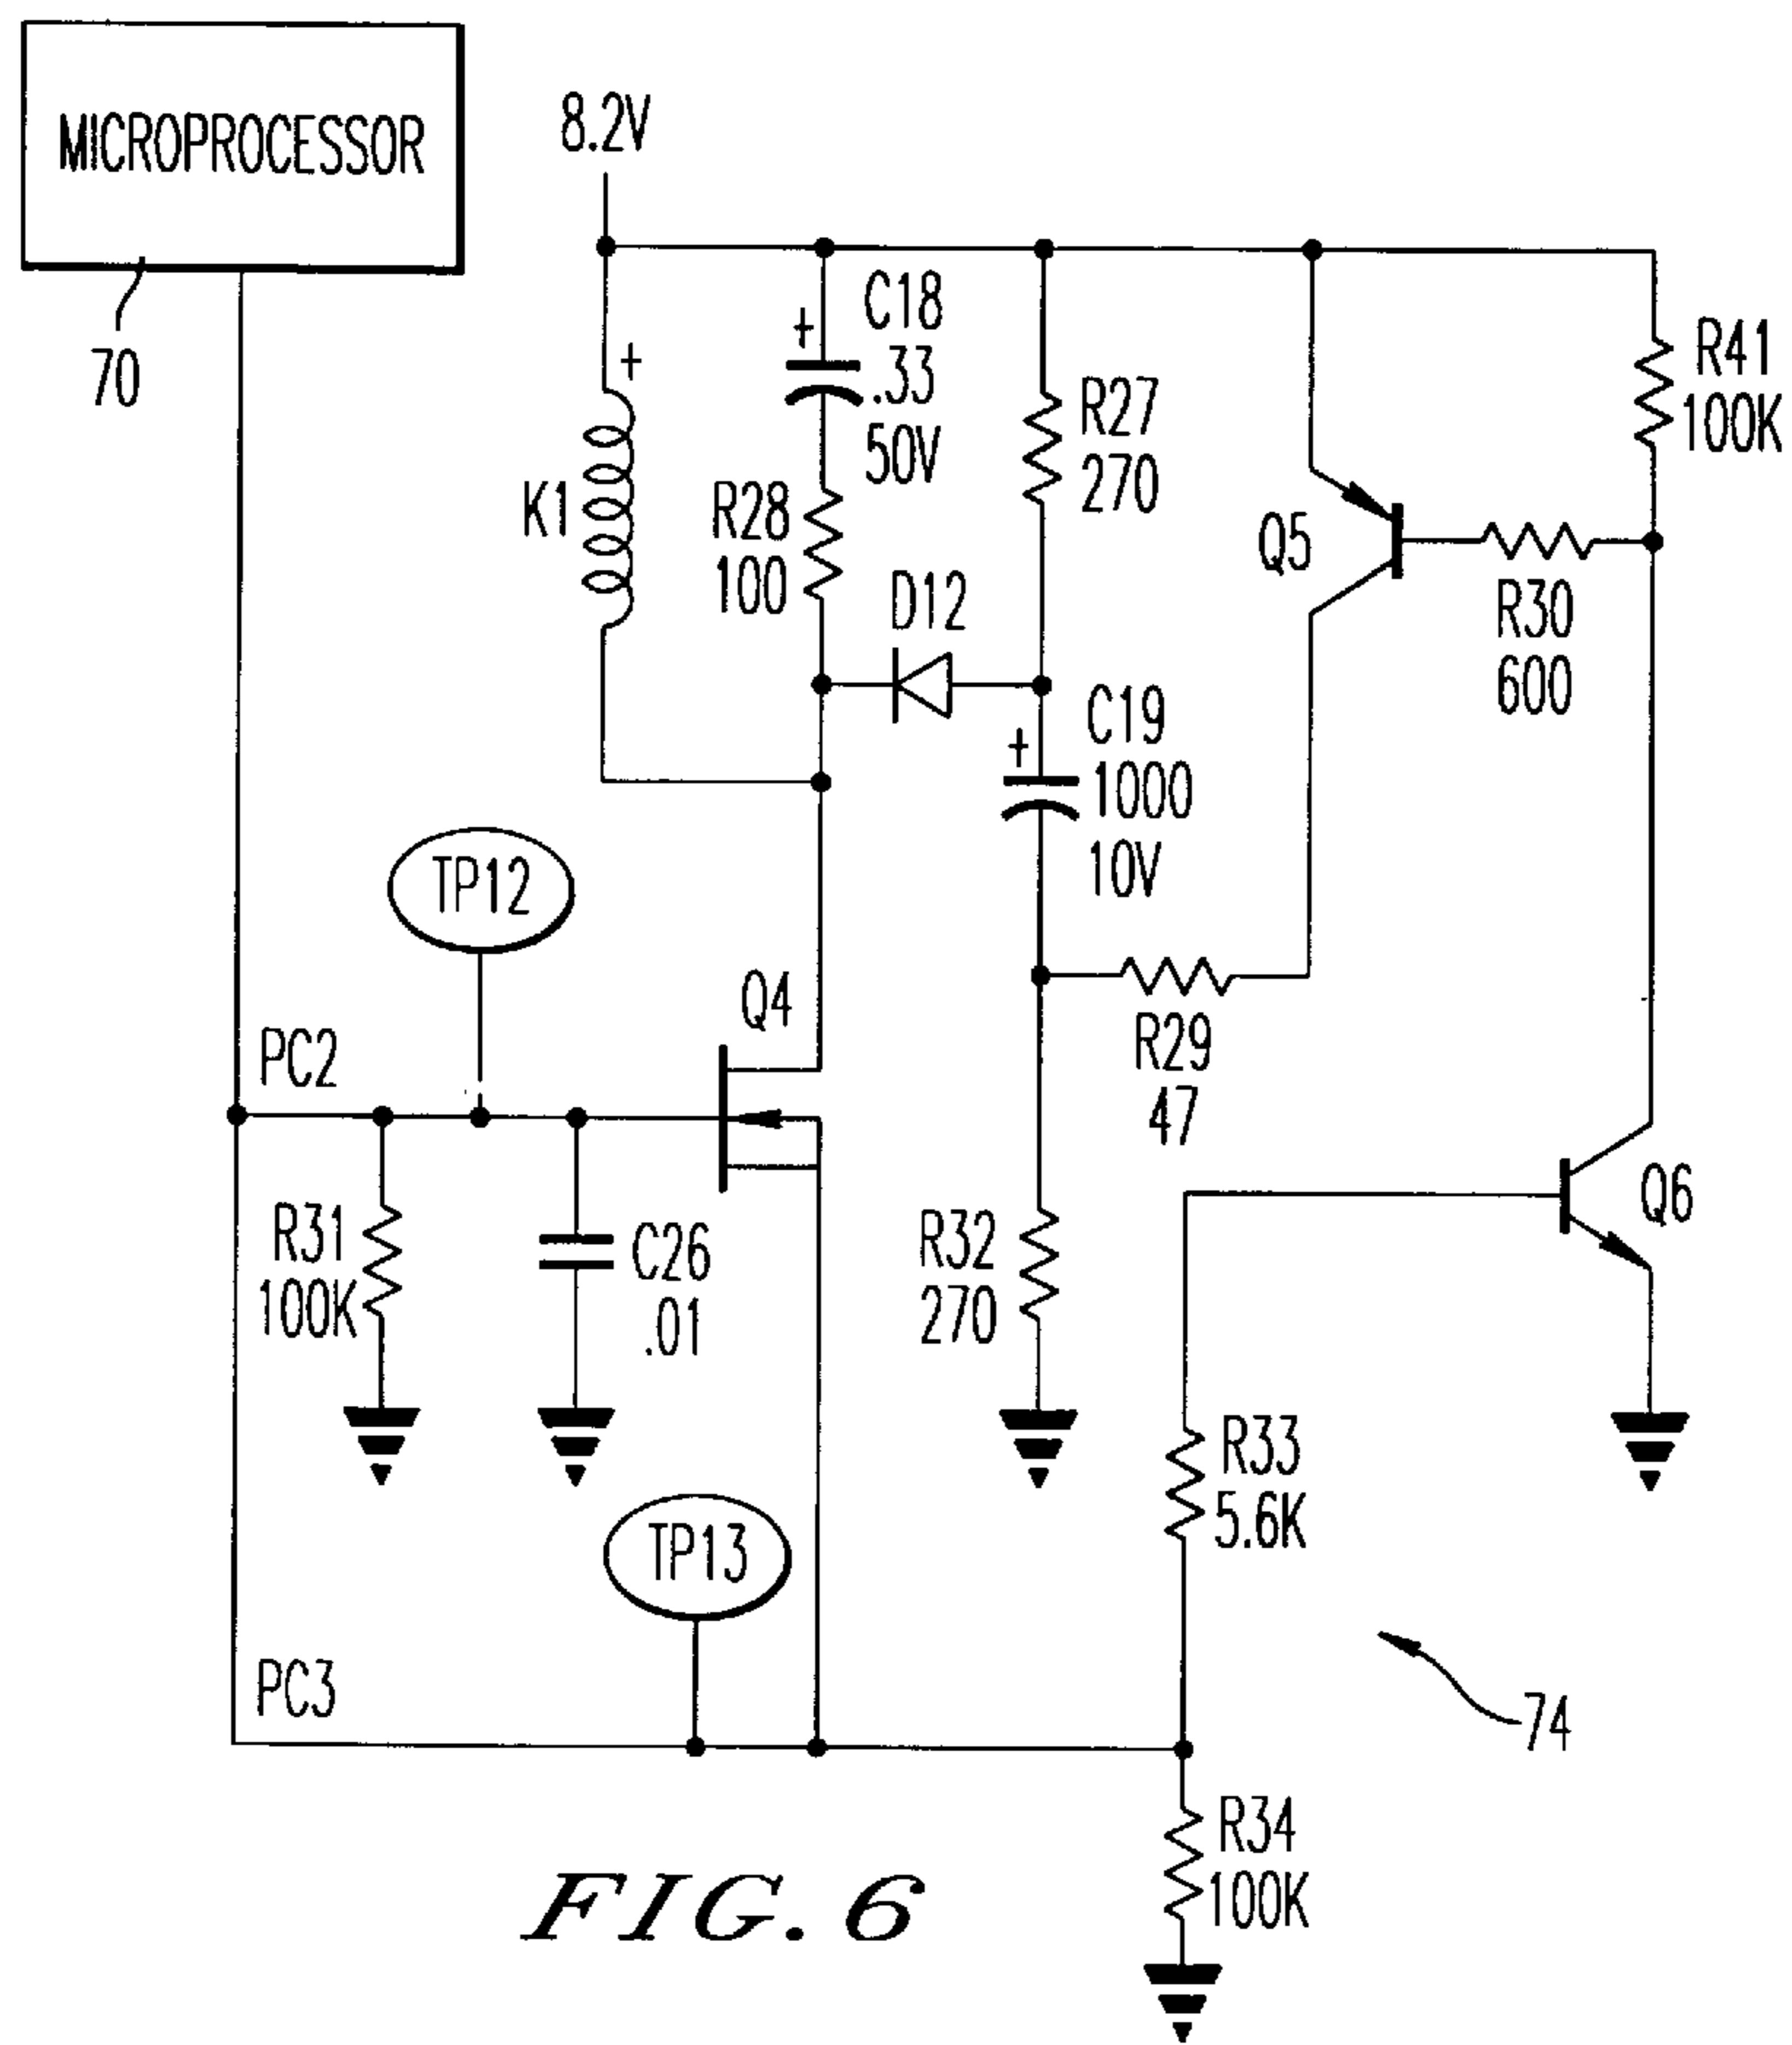 MICROPROCESSOR
70
8.2V
+
K1
+
C18
.33
50V
R28
100
D12
R27
270
R41
100K
Q5
R30
600
+
C19
1000
10V
TP12
Q4
R29
47
PC2
R31
100K
C26
.01
R32
270
Q6
R33
5.6K
TP13
PC3
74
R34
100K
FIG. 6